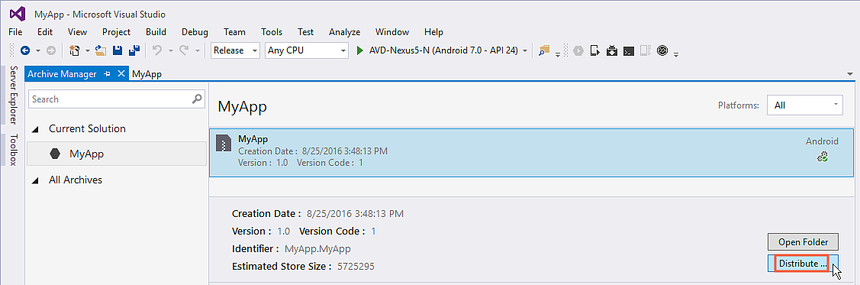 MyApp - Microsoft Visual Studio
File Edit View Project Build Debug Team Tools Test Analyze Window Help
Release Any CPU AVD-Nexus5-N (Android 7.0 - API 24)
Server Explorer
Toolbox
Archive Manager MyApp
Search
Current Solution
MyApp
All Archives
MyApp
Platforms: All
MyApp
Creation Date : 8/25/2016 3:48:13 PM
Version : 1.0 Version Code : 1
Android
Creation Date : 8/25/2016 3:48:13 PM
Version : 1.0 Version Code : 1
Identifier : MyApp.MyApp
Estimated Store Size : 5725295
Open Folder
Distribute ...